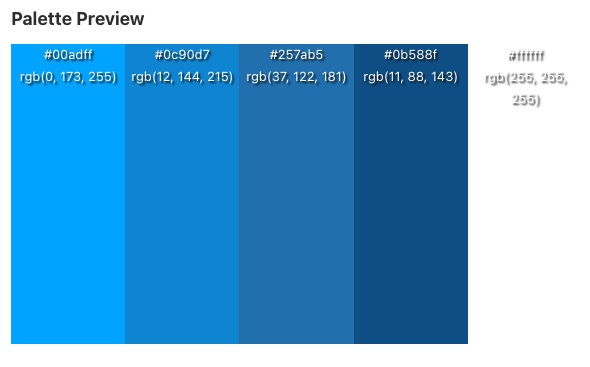 Palette Preview
#00adff #0c90d7 #257ab5 #0b588f #ffffff
rgb(0, 173, 255) rgb(12, 144, 215) rgb(37, 122, 181) rgb(11, 88, 143) rgb(255, 255,
255)